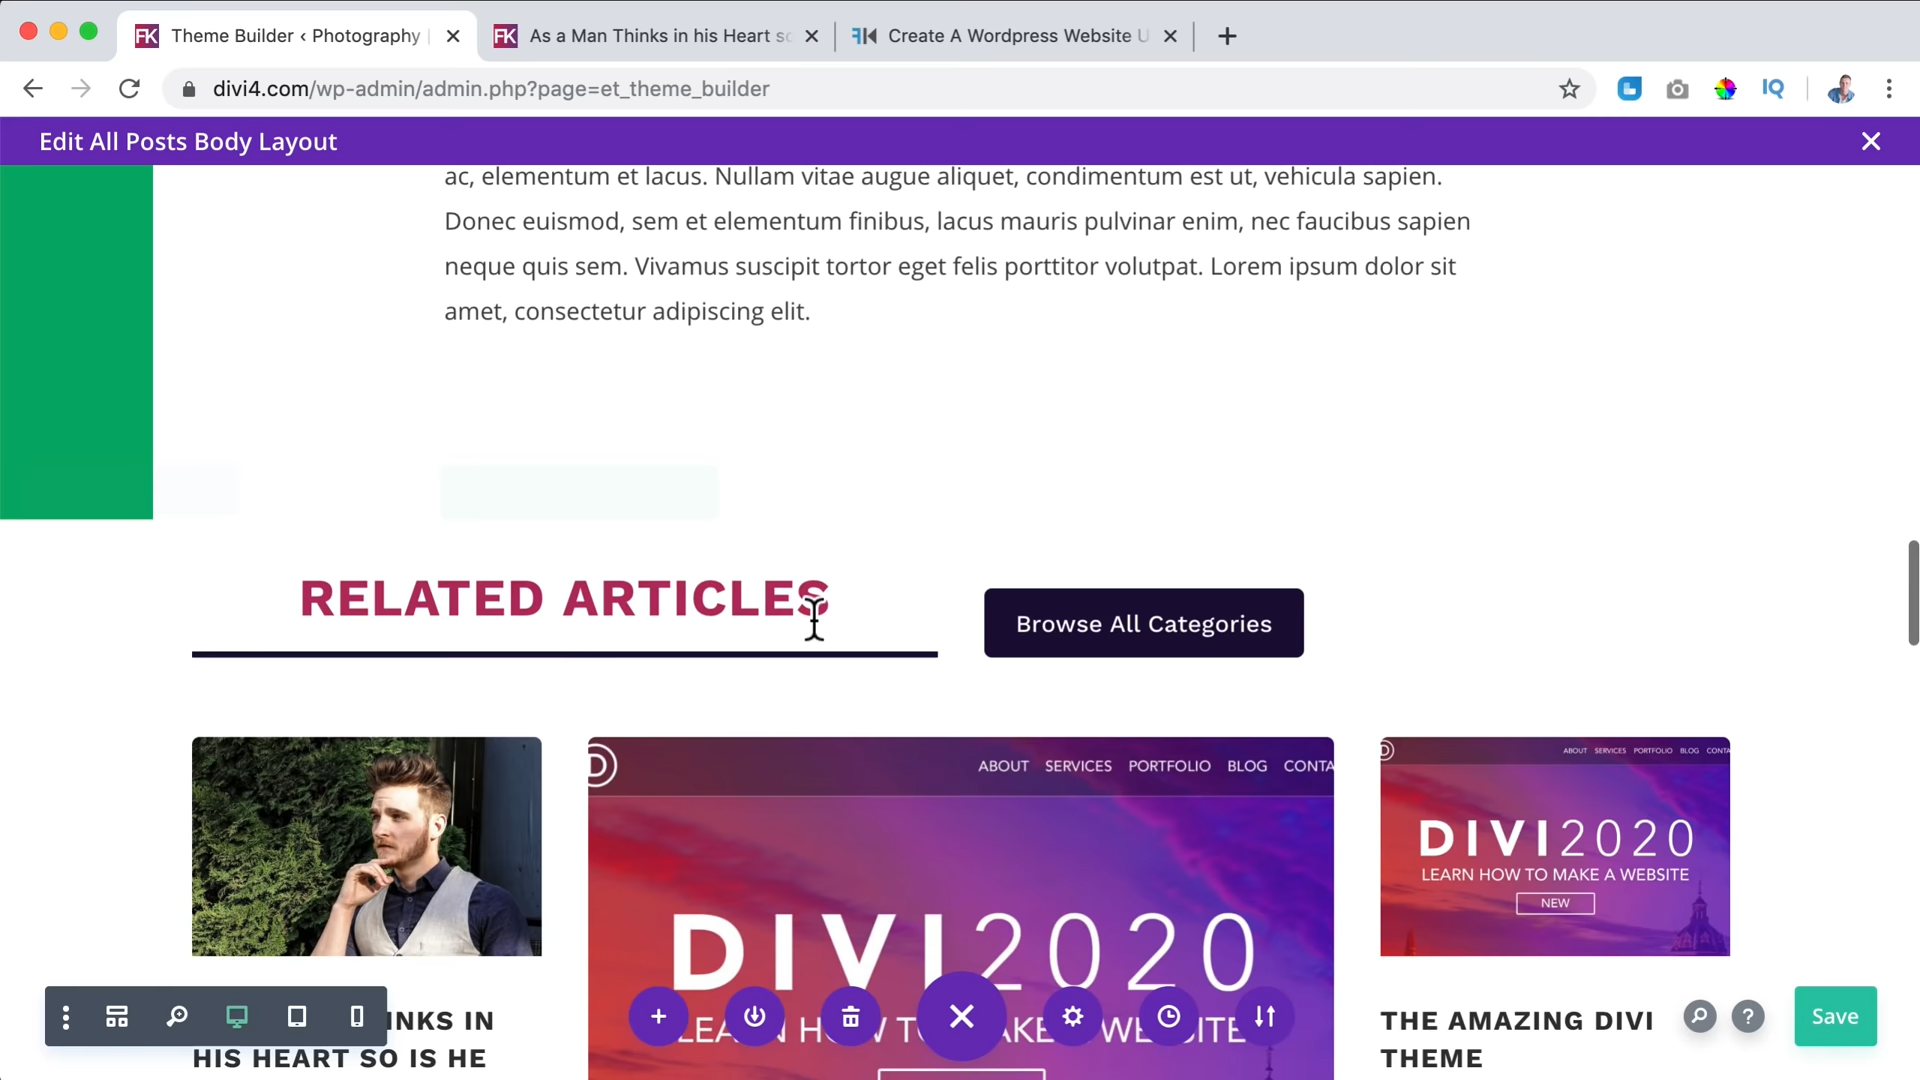 FK Theme Builder ‹ Photography
FK As a Man Thinks in his Heart so
Create A Wordpress Website U
divi4.com/wp-admin/admin.php?page=et_theme_builder
IQ
Edit All Posts Body Layout
ac, elementum et lacus. Nullam vitae augue aliquet, condimentum est ut, vehicula sapien.
Donec euismod, sem et elementum finibus, lacus mauris pulvinar enim, nec faucibus sapien
neque quis sem. Vivamus suscipit tortor eget felis porttitor volutpat. Lorem ipsum dolor sit
amet, consectetur adipiscing elit.
RELATED ARTICLES
Browse All Categories
D ABOUT SERVICES PORTFOLIO BLOG CONTA
DIVI2020
LEARN HOW TO MAKE A WEBSITE
D ABOUT SERVICES PORTFOLIO BLOG CONTA
DIVI2020
LEARN HOW TO MAKE A WEBSITE
NEW
INKS IN
HIS HEART SO IS HE
THE AMAZING DIVI
THEME
?
Save